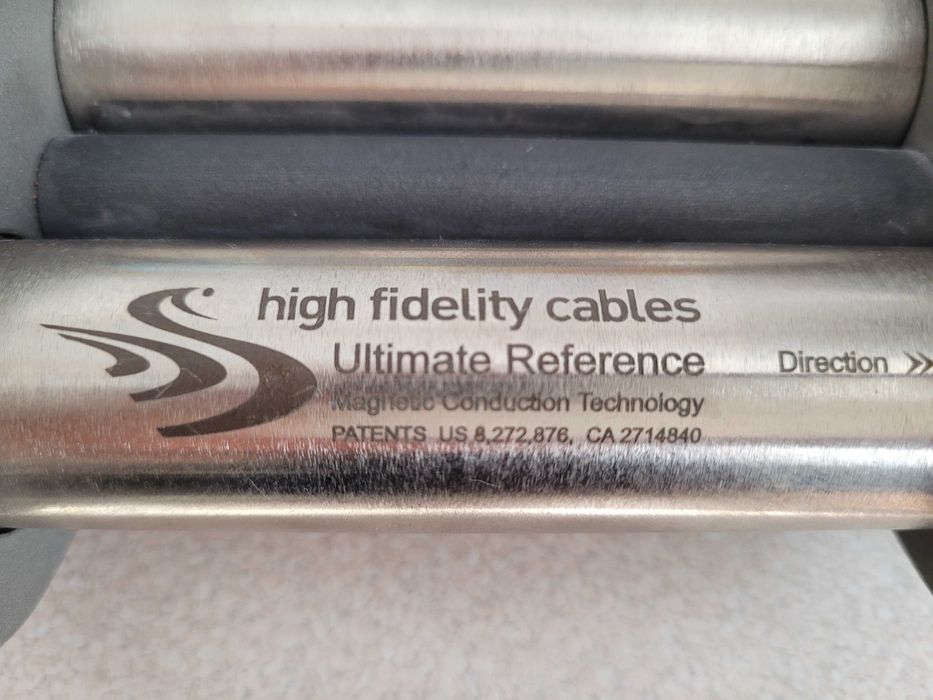 high fidelity cables
Ultimate Reference
Direction >>
Magnetic Conduction Technology
PATENTS US 8,272,876, CA 2714840